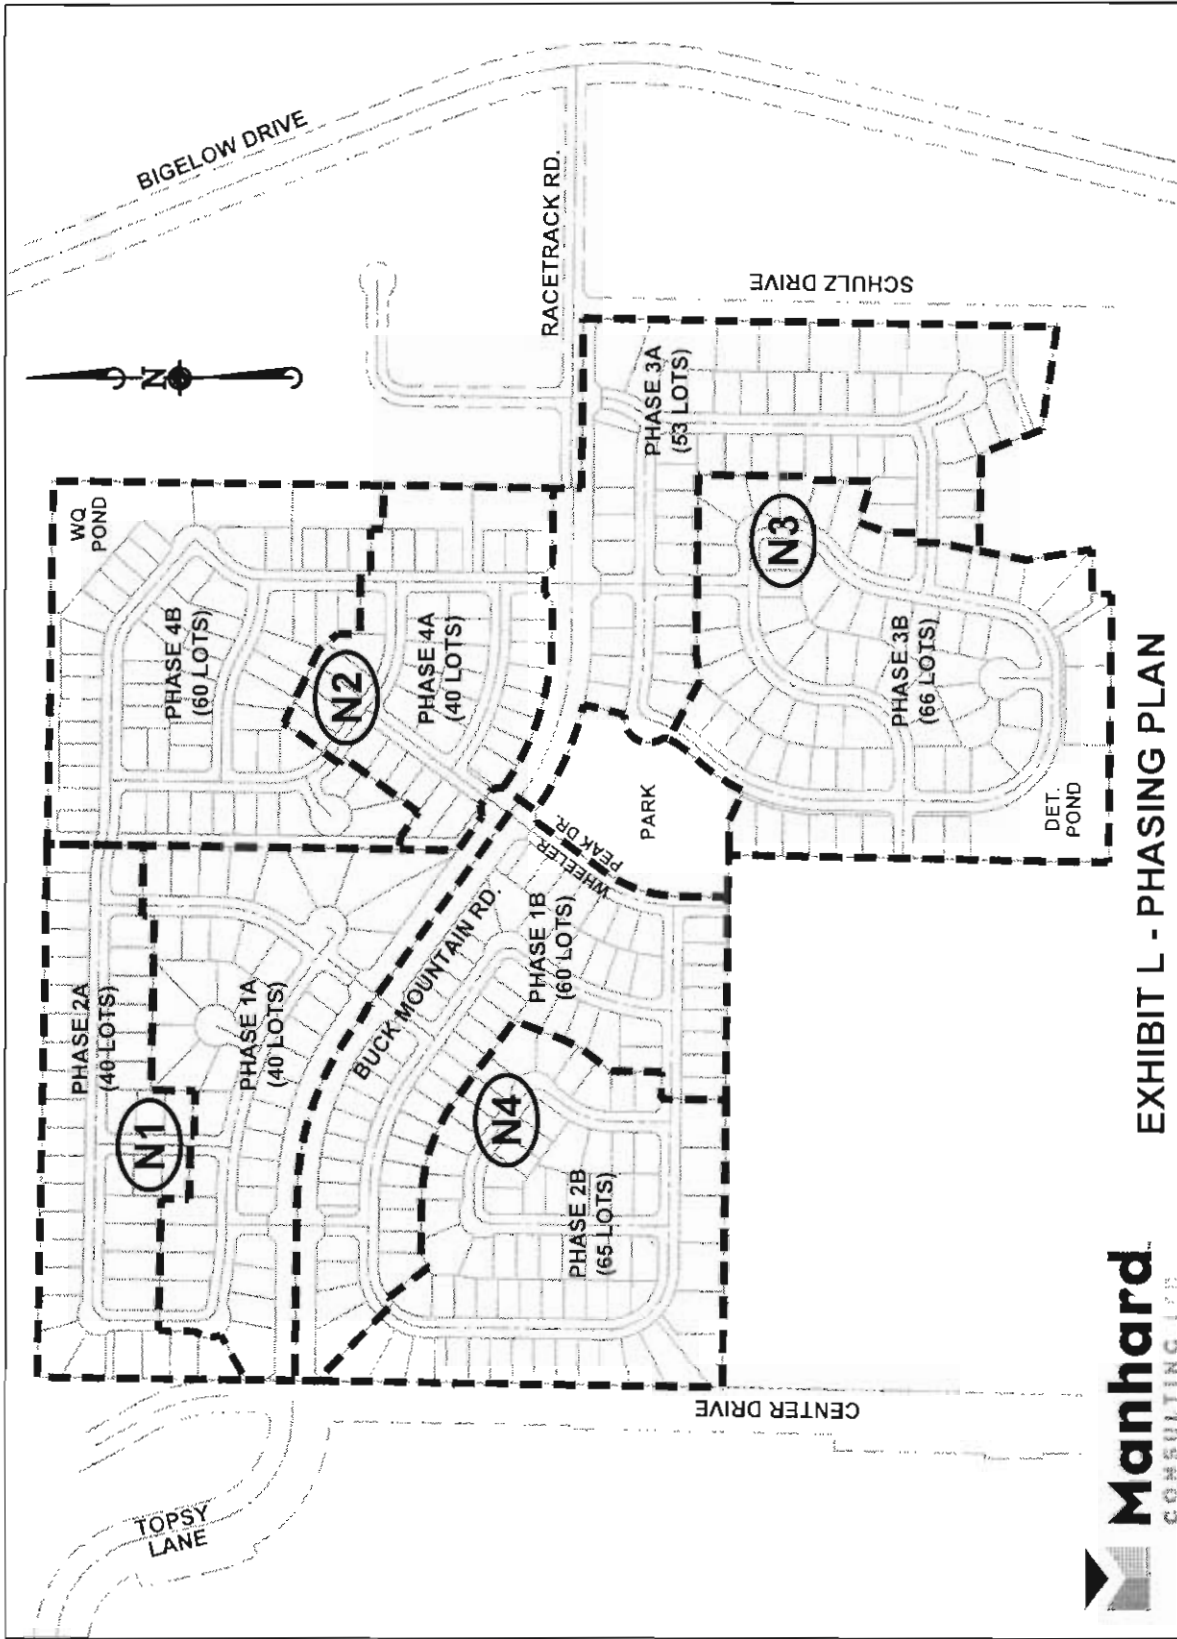 BIGELOW DRIVE
RACETRACK RD.
SCHULZ DRIVE
N
WQ
POND
PHASE 4B
(60 LOTS)
N2
PHASE 4A
(40 LOTS)
PHASE 3A
(53 LOTS)
N3
PHASE 3B
(66 LOTS)
PARK
DET.
POND
WHEELER
PEAK DR.
BUCK MOUNTAIN RD.
PHASE 2A
(40 LOTS)
N1
PHASE 1A
(40 LOTS)
PHASE 1B
(60 LOTS)
N4
PHASE 2B
(65 LOTS)
CENTER DRIVE
TOPSY
LANE
EXHIBIT L - PHASING PLAN
Manhard
CONSULTING LTD